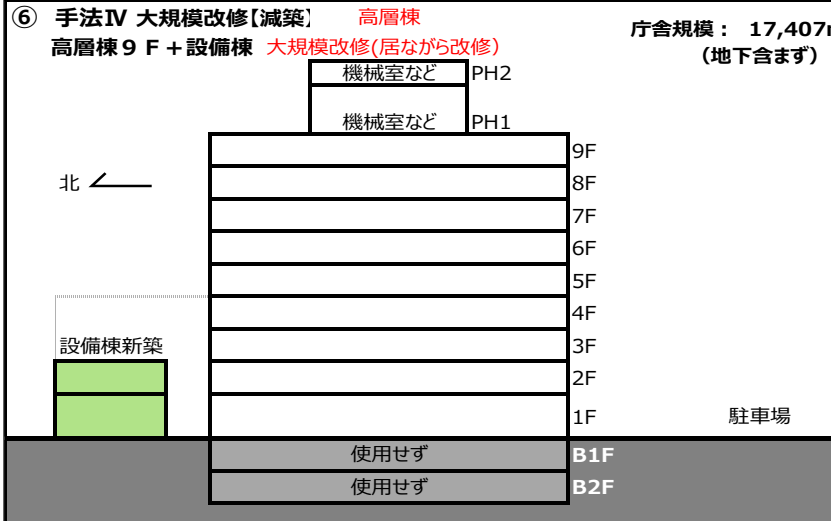 ⑥ 手法Ⅳ 大規模改修【減築】 高層棟
高層棟9F+設備棟 大規模改修(居ながら改修)
庁舎規模: 17,407
(地下含まず)
機械室など PH2
機械室など PH1
9F
北 8F
7F
6F
5F
4F
設備棟新築 3F
2F
1F 駐車場
使用せず B1F
使用せず B2F